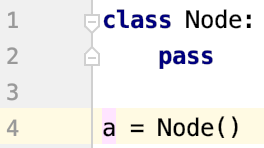 1 class Node:
2     pass
3
4 a = Node()